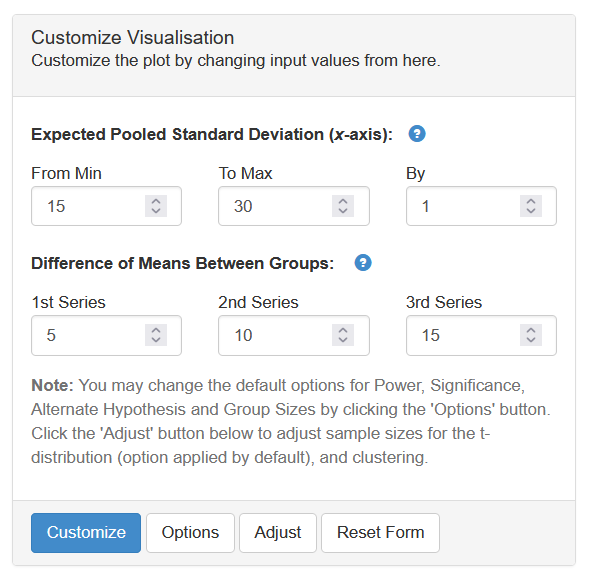 Customize Visualisation
Customize the plot by changing input values from here.
Expected Pooled Standard Deviation (x-axis): ?
From Min To Max By
15 30 1
Difference of Means Between Groups: ?
1st Series 2nd Series 3rd Series
5 10 15
Note: You may change the default options for Power, Significance,
Alternate Hypothesis and Group Sizes by clicking the 'Options' button.
Click the 'Adjust' button below to adjust sample sizes for the t-
distribution (option applied by default), and clustering.
Customize Options Adjust Reset Form